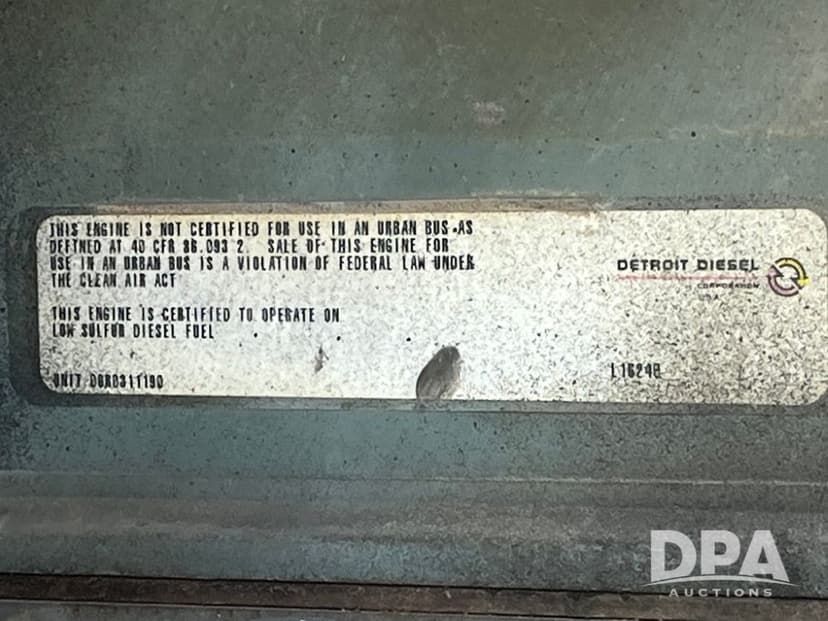 THIS ENGINE IS NOT CERTIFIED FOR USE IN AN URBAN BUS AS
DEFINED AT 40 CFR 86.093 2. SALE OF THIS ENGINE FOR
USE IN AN URBAN BUS IS A VIOLATION OF FEDERAL LAW UNDER
THE CLEAN AIR ACT
THIS ENGINE IS CERTIFIED TO OPERATE ON
LOW SULFUR DIESEL FUEL
UNIT
DETROIT DIESEL
CORPORATION
USA
DPA
AUCTIONS